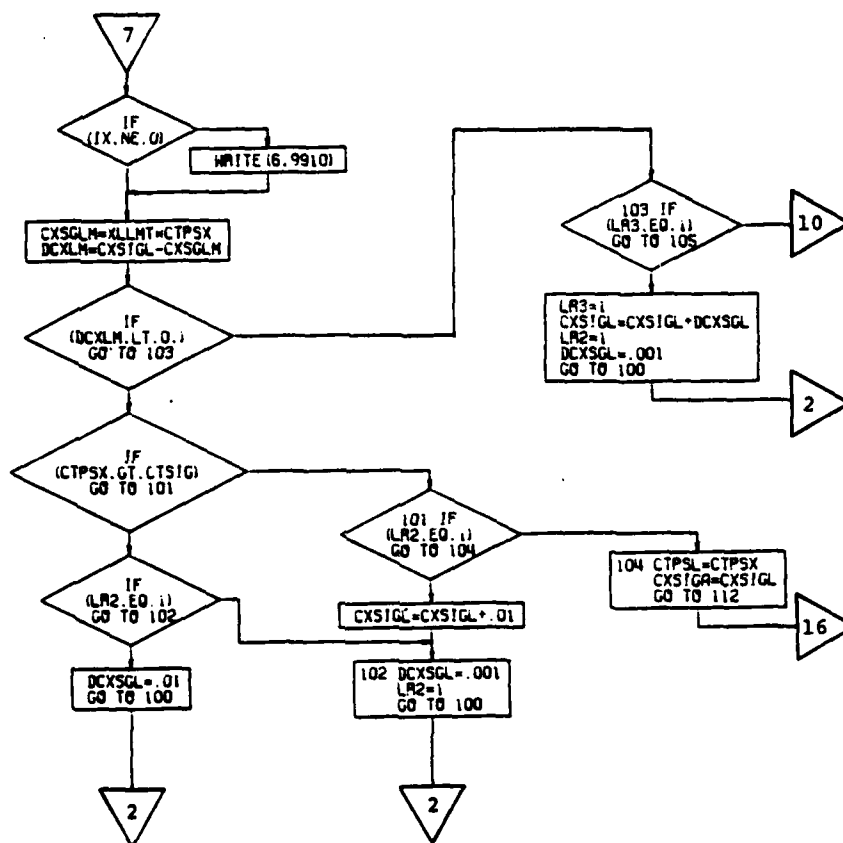 7
IF
(IX.NE.0)
WRITE(6.9910)
CXSGLM=XLLMT*CTPSX
DCXLM=CXSIGL-CXSGLM
IF
(DCXLM.LT.0.)
GO TO 103
103 IF
(LR3.EQ.1)
GO TO 105
10
LR3=1
CXSIGL=CXSIGL+DCXSGL
LR2=1
DCXSGL=.001
GO TO 100
2
IF
(CTPSX.GT.CTSIG)
GO TO 101
101 IF
(LR2.EQ.1)
GO TO 104
104 CTPSL=CTPSX
CXSIGA=CXSIGL
GO TO 112
16
IF
(LR2.EQ.1)
GO TO 102
CXSIGL=CXSIGL+.01
DCXSGL=.01
GO TO 100
102 DCXSGL=.001
LR2=1
GO TO 100
2
2